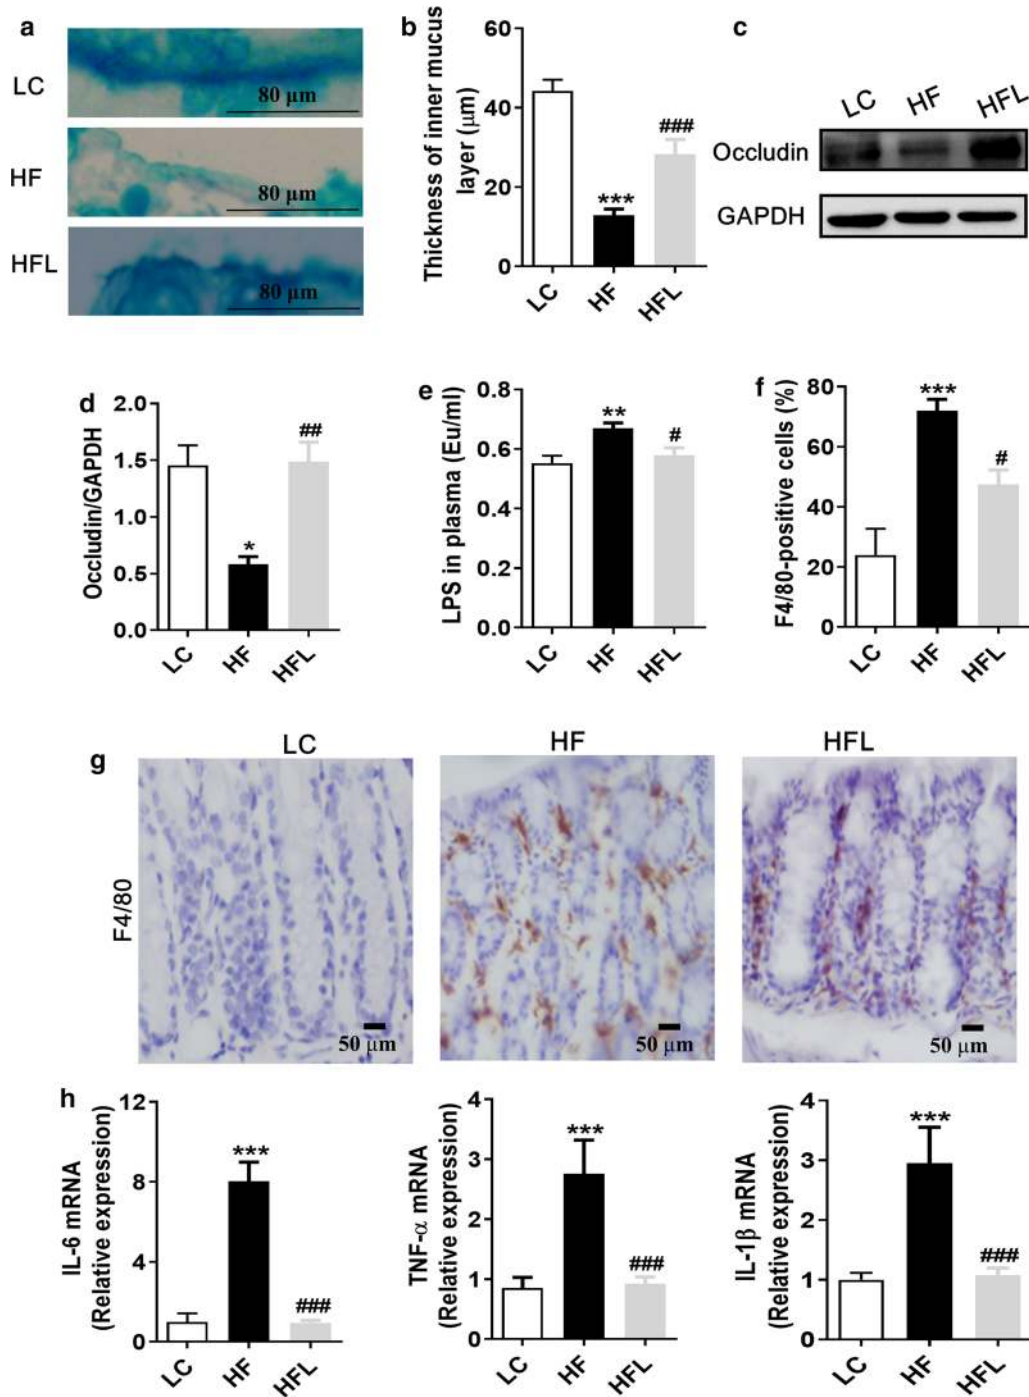 a
LC
80 µm
HF
80 µm
HFL
80 µm
b
Thickness of inner mucus
layer (µm)
60
40
20
0
***
###
LC
HF
HFL
c
LC
HF
HFL
Occludin
GAPDH
d
Occludin/GAPDH
2.0
1.5
1.0
0.5
0.0
*
##
LC
HF
HFL
e
LPS in plasma (Eu/ml)
0.8
0.6
0.4
0.2
0.0
**
#
LC
HF
HFL
f
F4/80-positive cells (%)
80
60
40
20
0
***
#
LC
HF
HFL
g
LC
HF
HFL
F4/80
50 µm
50 µm
50 µm
h
IL-6 mRNA
(Relative expression)
12
8
4
0
***
###
LC
HF
HFL
TNF-α mRNA
(Relative expression)
4
3
2
1
0
***
###
LC
HF
HFL
IL-1β mRNA
(Relative expression)
4
3
2
1
0
***
###
LC
HF
HFL